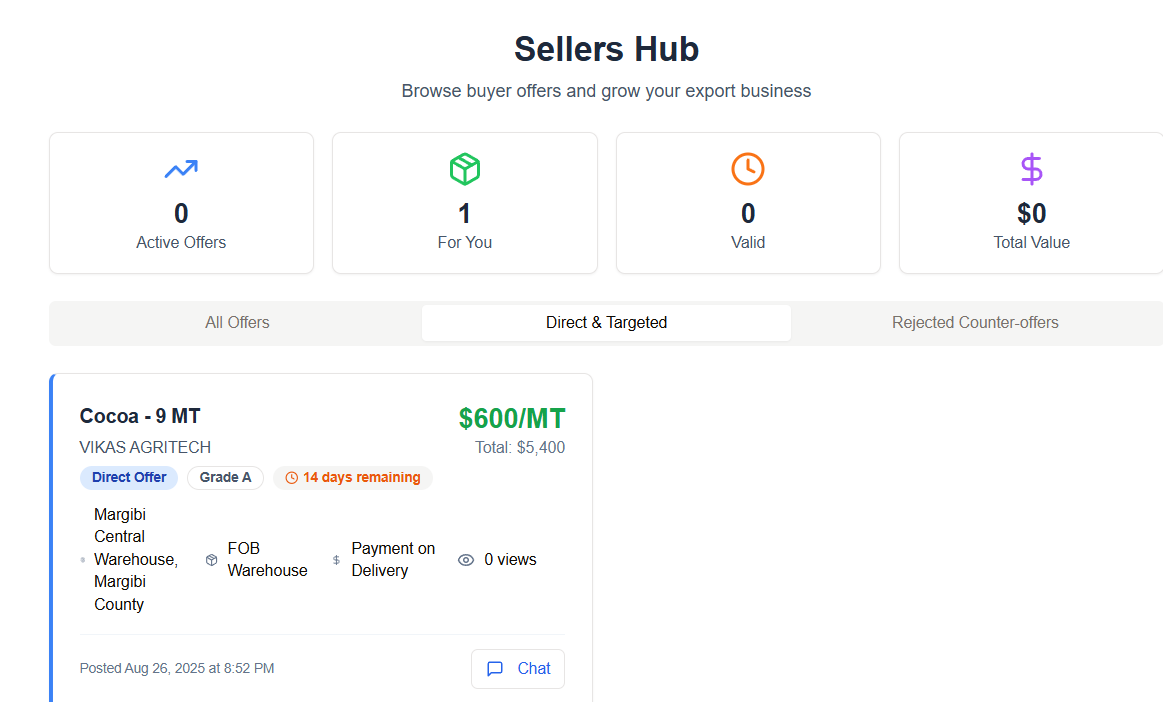 Sellers Hub
Browse buyer offers and grow your export business
0
Active Offers
1
For You
0
Valid
$0
Total Value
All Offers
Direct & Targeted
Rejected Counter-offers
Cocoa - 9 MT
$600/MT
VIKAS AGRITECH
Total: $5,400
Direct Offer
Grade A
14 days remaining
Margibi
Central
Warehouse,
Margibi
County
FOB
Warehouse
Payment on
Delivery
0 views
Posted Aug 26, 2025 at 8:52 PM
Chat